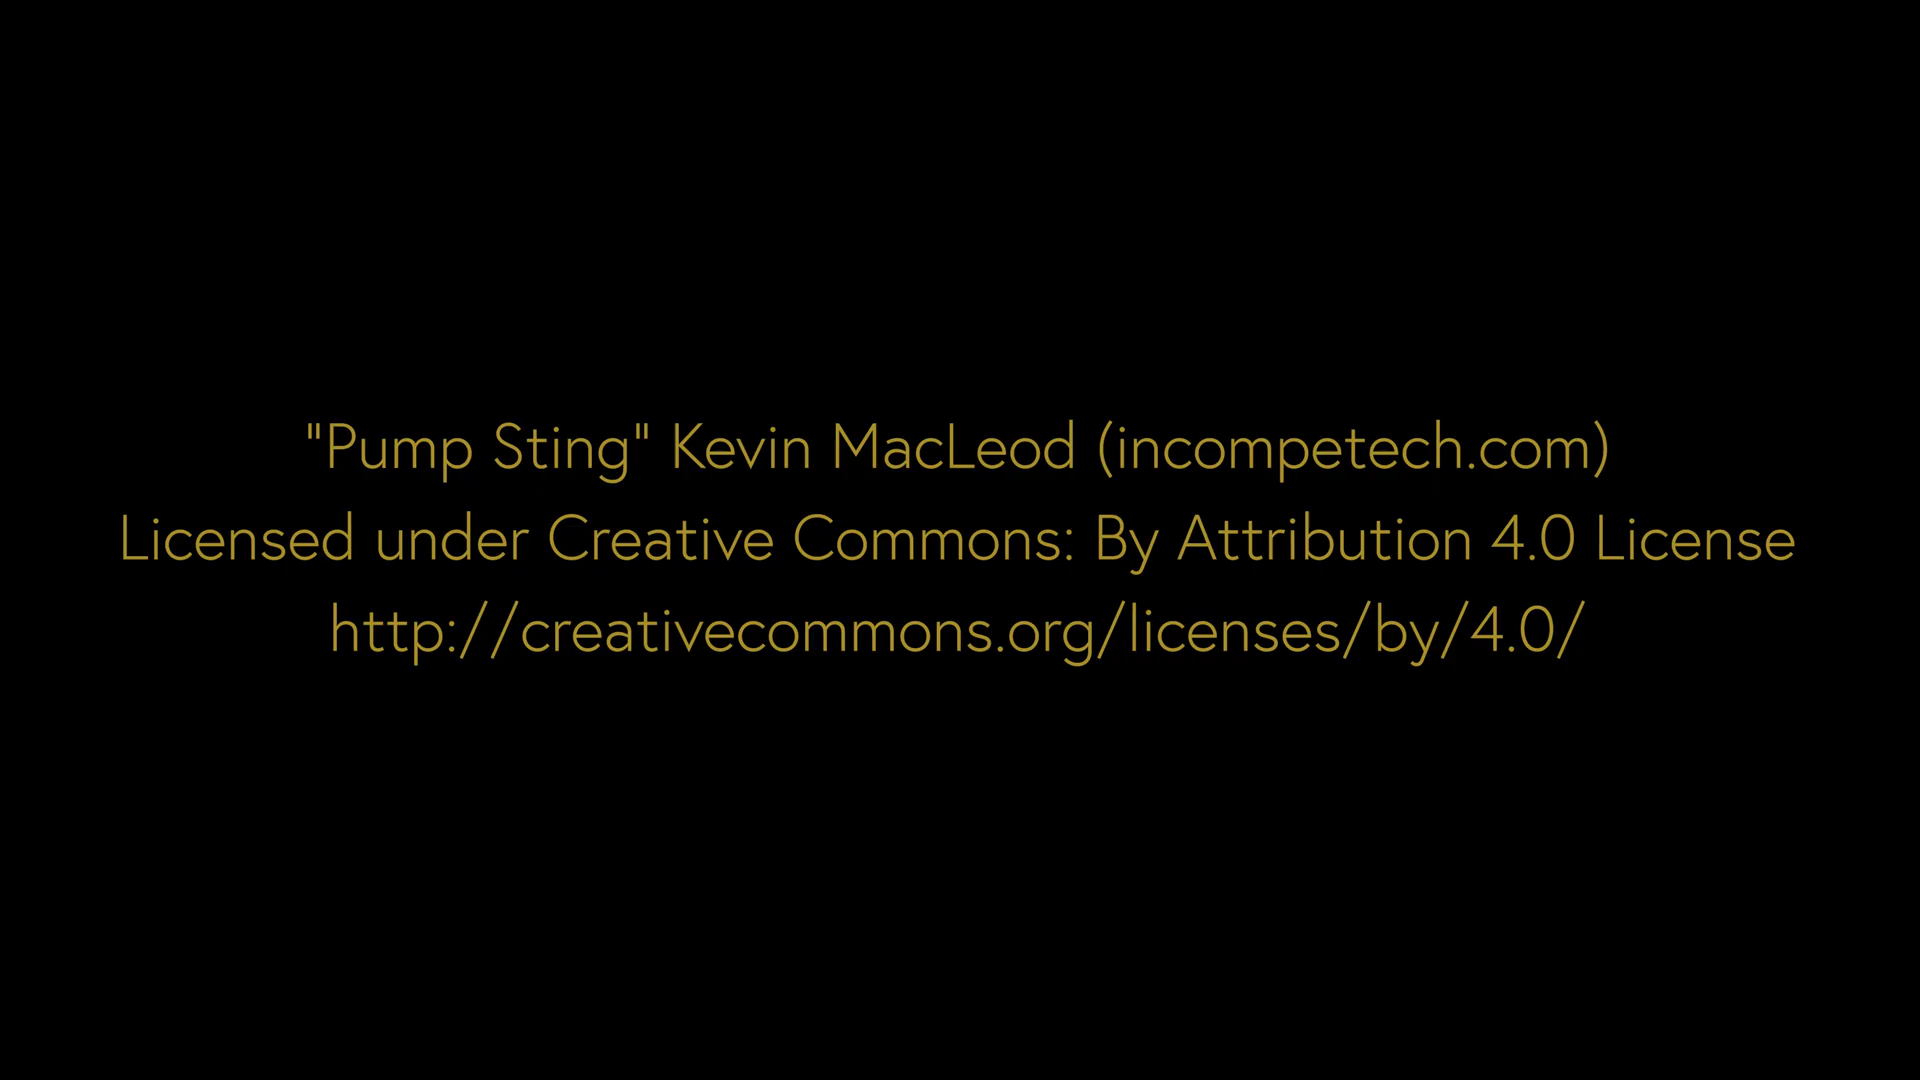 "Pump Sting" Kevin MacLeod (incompetech.com)
Licensed under Creative Commons: By Attribution 4.0 License
http://creativecommons.org/licenses/by/4.0/